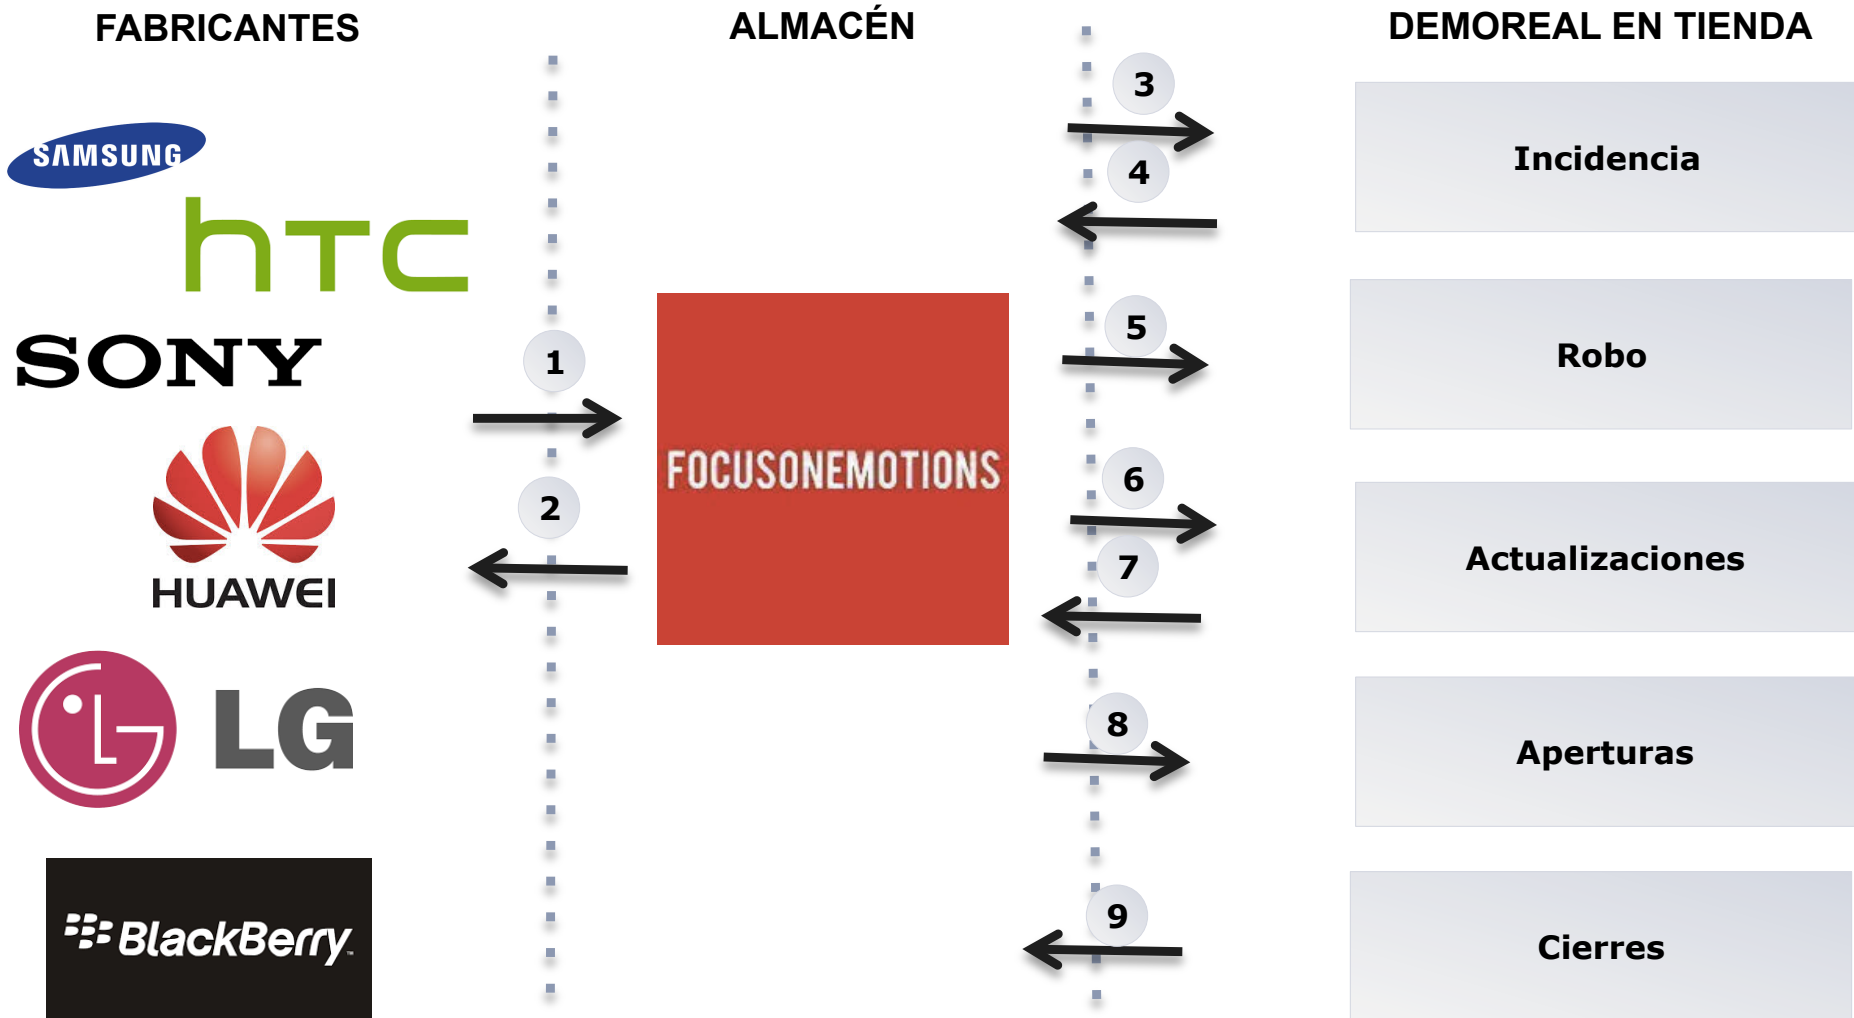 FABRICANTES
ALMACÉN
DEMOREAL EN TIENDA
SAMSUNG
hTC
SONY
HUAWEI
LG
LG
BlackBerry
1
2
FOCUSONEMOTIONS
3
4
5
6
7
8
9
Incidencia
Robo
Actualizaciones
Aperturas
Cierres